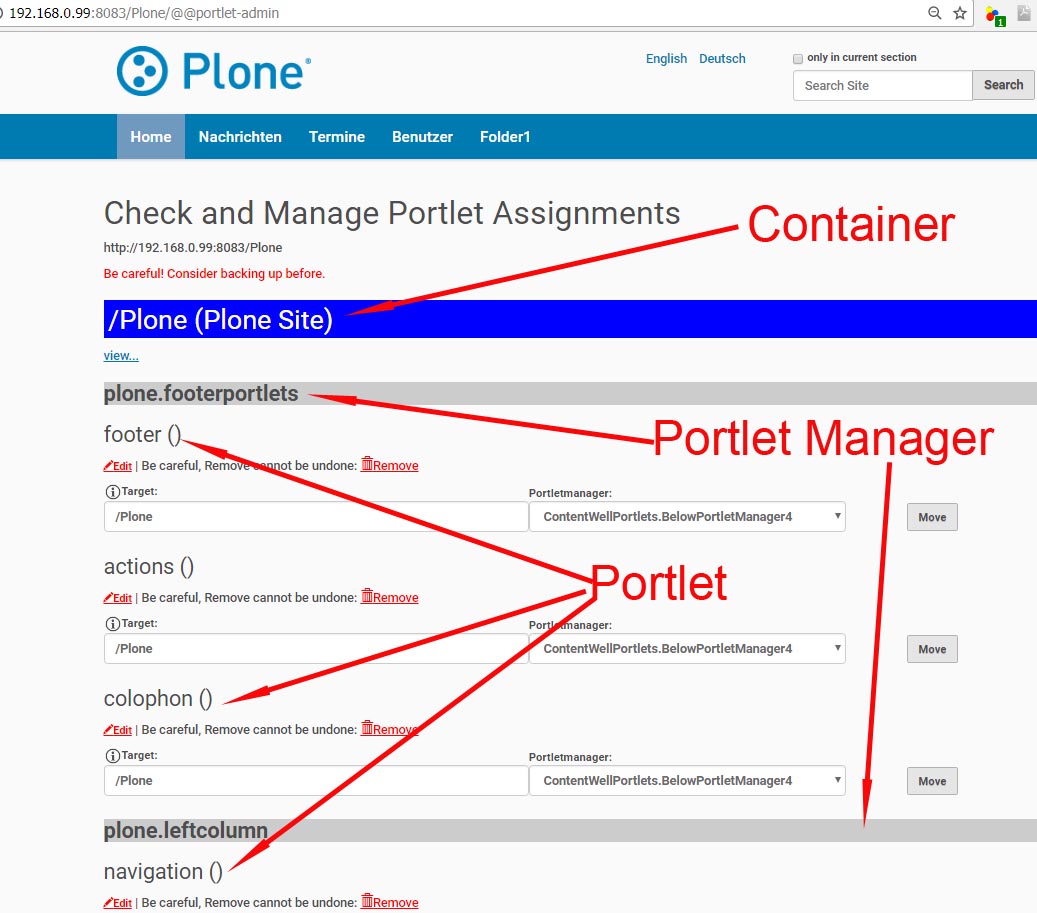 192.168.0.99:8083/Plone/@@portlet-admin
1
Plone®
English Deutsch
only in current section
Search Site Search
Home Nachrichten Termine Benutzer Folder1
Check and Manage Portlet Assignments
Container
http://192.168.0.99:8083/Plone
Be careful! Consider backing up before.
/Plone (Plone Site)
view...
plone.footerportlets
Portlet Manager
footer ()
Edit | Be careful, Remove cannot be undone: Remove
Target: Portletmanager:
/Plone ContentWellPortlets.BelowPortletManager4 Move
actions ()
Portlet
Edit | Be careful, Remove cannot be undone: Remove
Target: Portletmanager:
/Plone ContentWellPortlets.BelowPortletManager4 Move
colophon ()
Edit | Be careful, Remove cannot be undone: Remove
Target: Portletmanager:
/Plone ContentWellPortlets.BelowPortletManager4 Move
plone.leftcolumn
navigation ()
Edit | Be careful, Remove cannot be undone: Remove